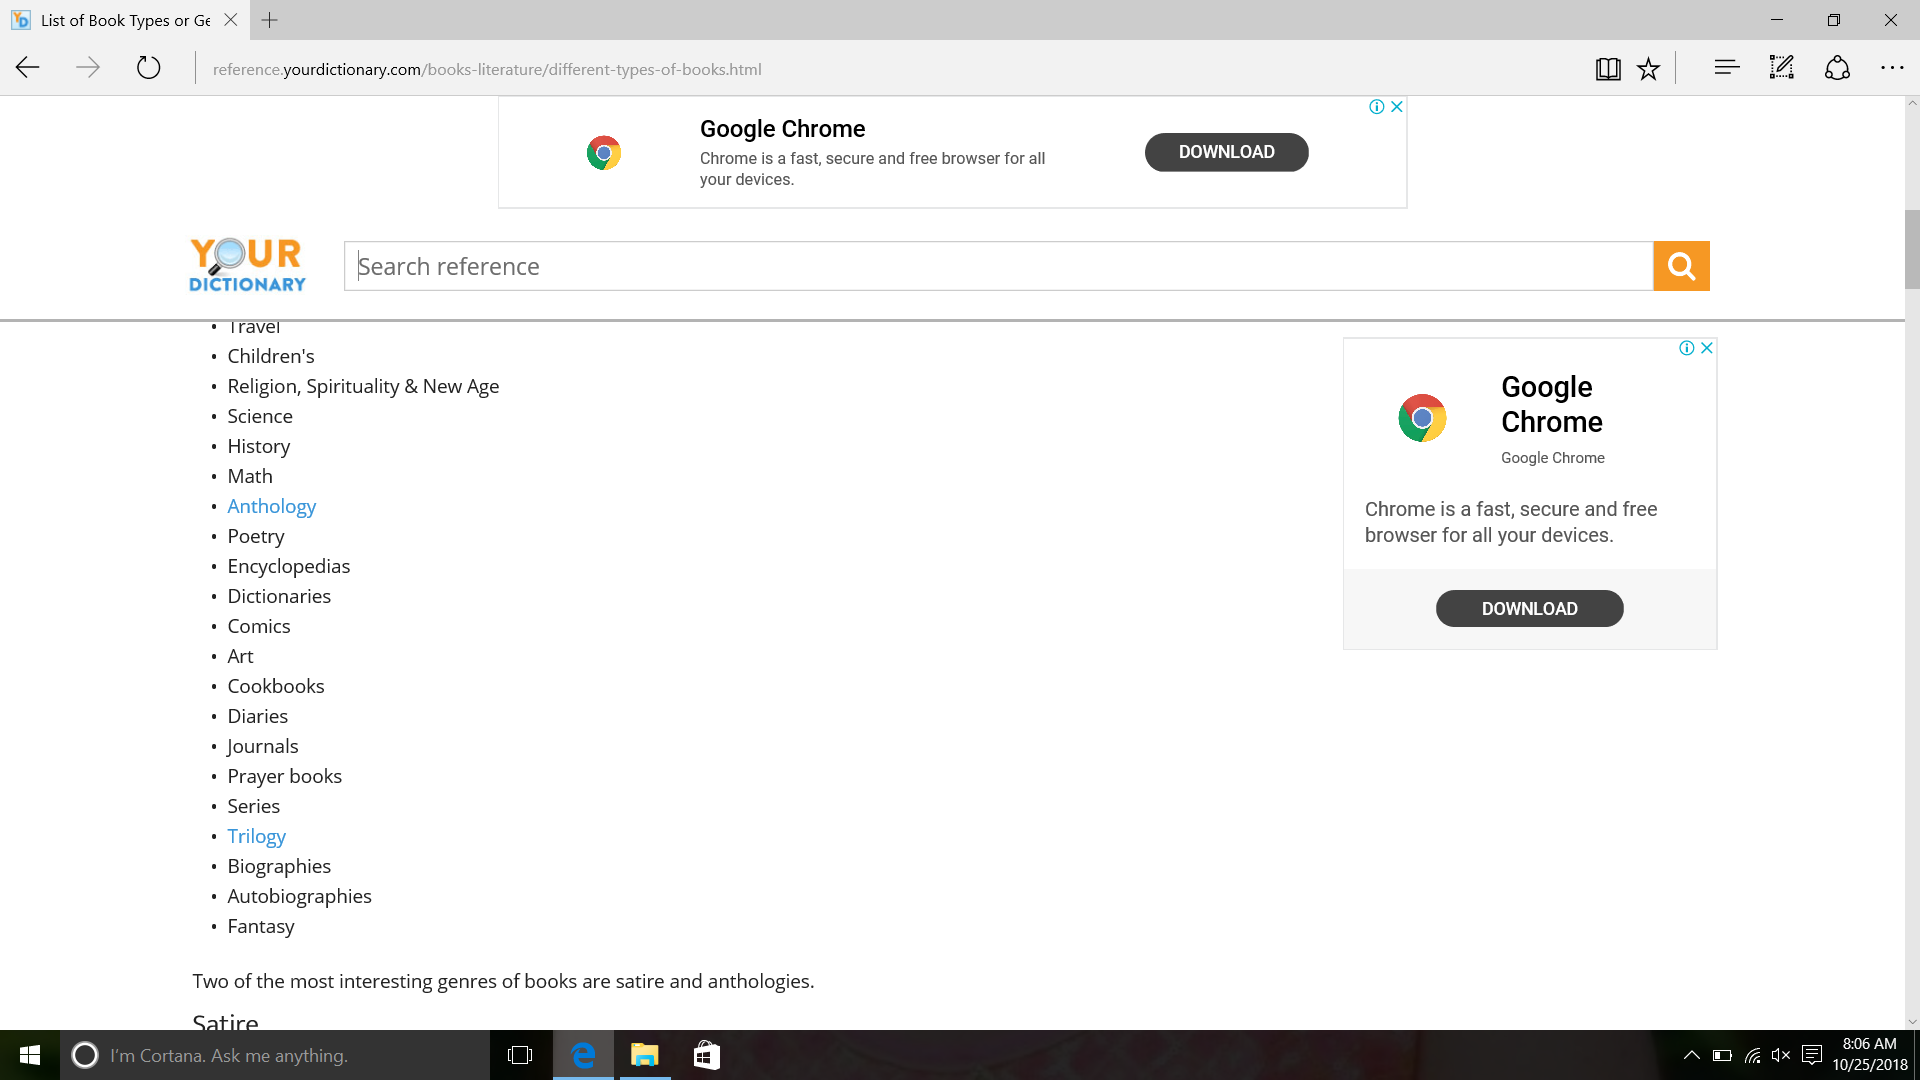 List of Book Types or Ge
reference.yourdictionary.com/books-literature/different-types-of-books.html
Google Chrome
Chrome is a fast, secure and free browser for all
your devices.
DOWNLOAD
YOUR
DICTIONARY
Search reference
• Travel
• Children's
• Religion, Spirituality & New Age
• Science
• History
• Math
• Anthology
• Poetry
• Encyclopedias
• Dictionaries
• Comics
• Art
• Cookbooks
• Diaries
• Journals
• Prayer books
• Series
• Trilogy
• Biographies
• Autobiographies
• Fantasy
Two of the most interesting genres of books are satire and anthologies.
Satire
Google
Chrome
Google Chrome
Chrome is a fast, secure and free
browser for all your devices.
DOWNLOAD
I'm Cortana. Ask me anything.
8:06 AM
10/25/2018